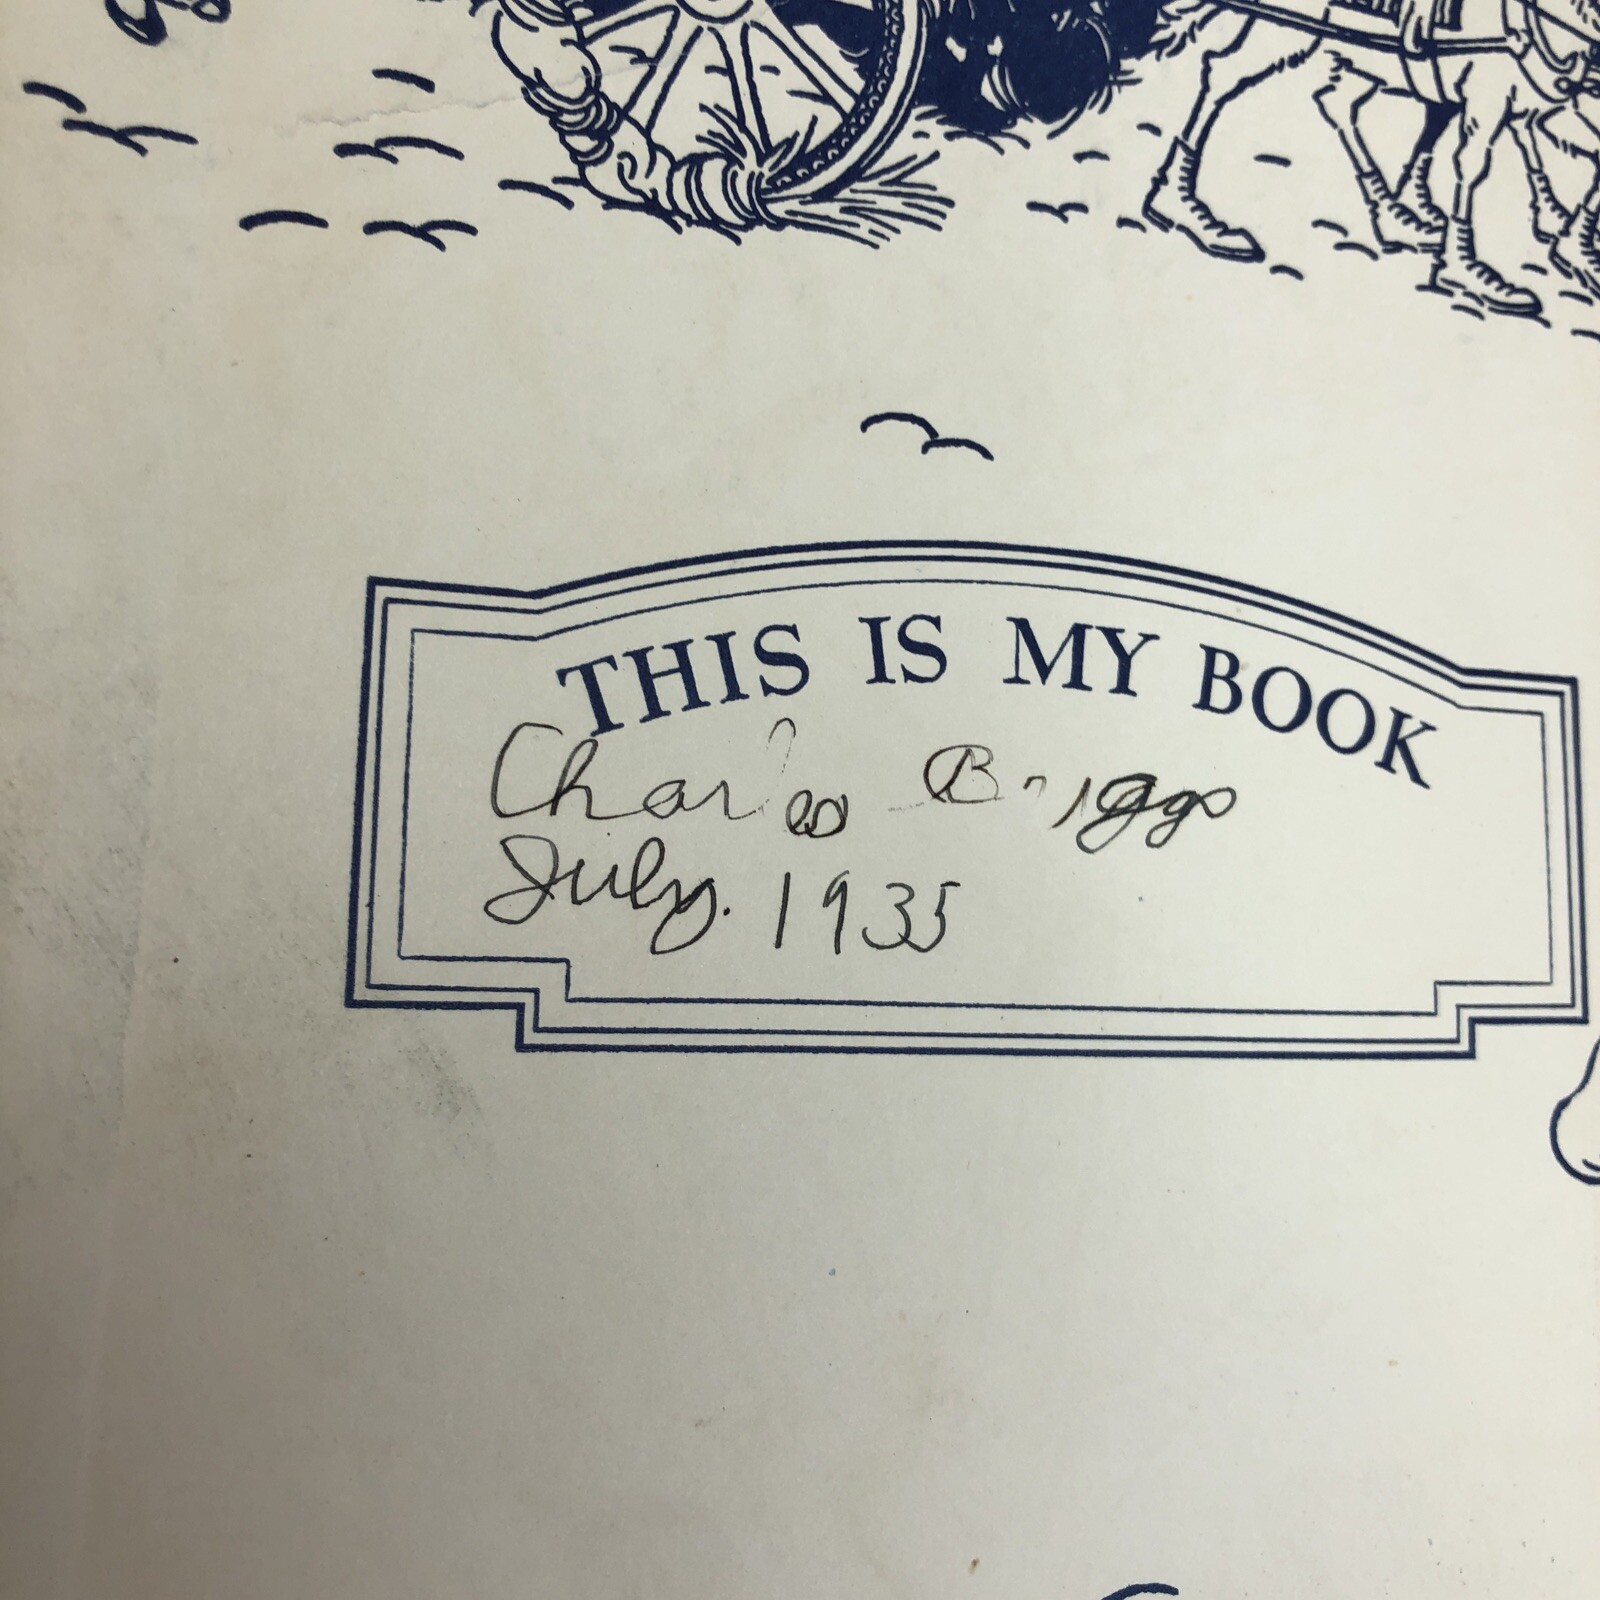 THIS IS MY BOOK
Charles Briggs
July. 1935